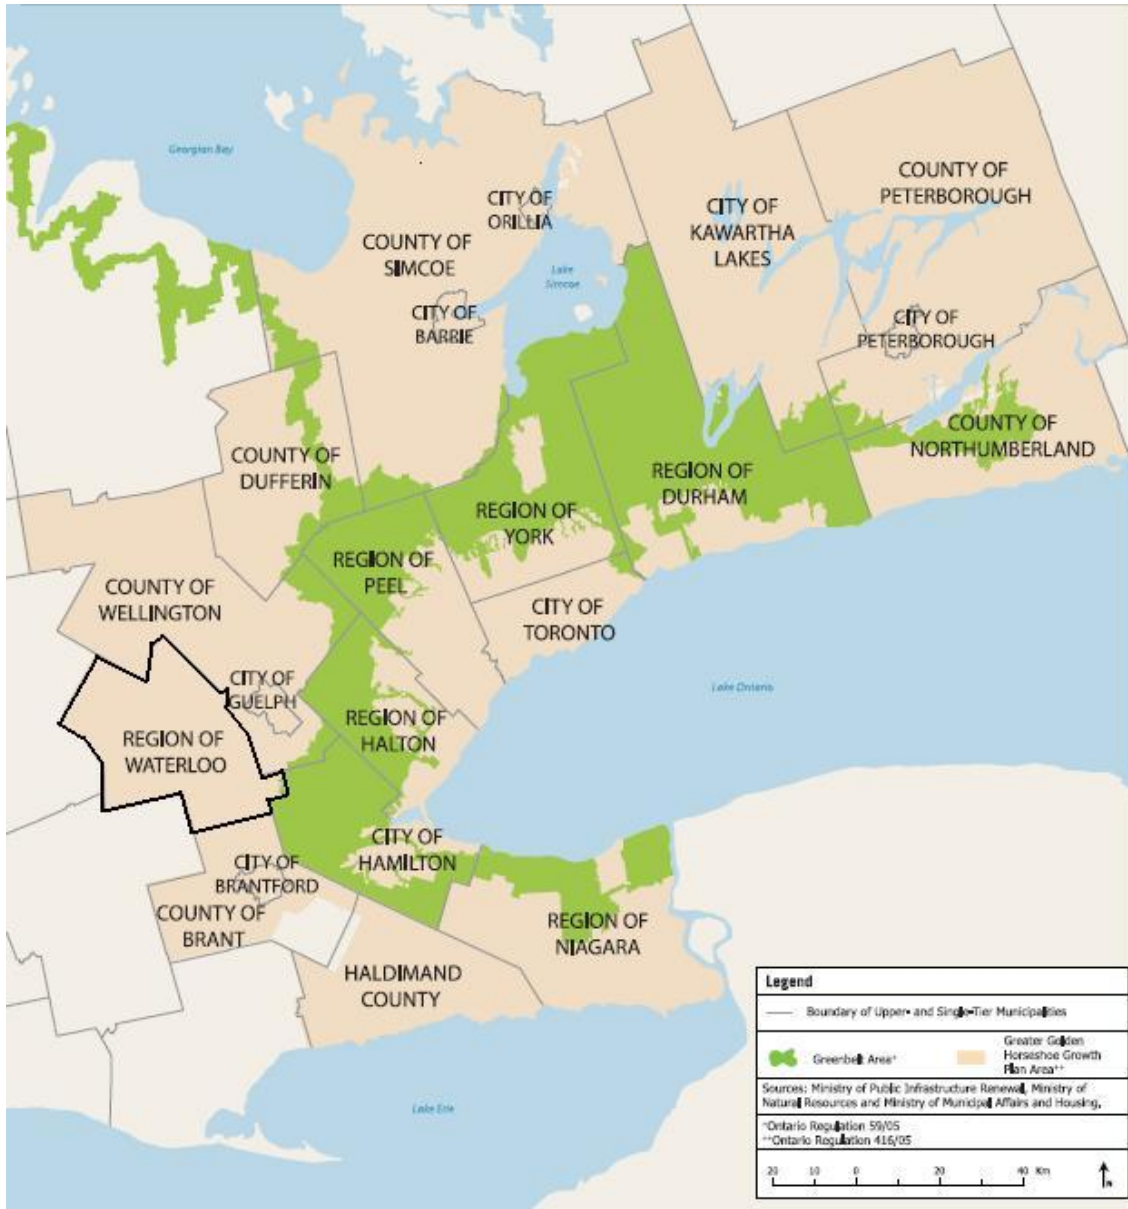 Georgian Bay
COUNTY OF
PETERBOROUGH
CITY OF
ORILLIA
CITY OF
KAWARTHA
LAKES
COUNTY OF
SIMCOE
Lake
Simcoe
CITY OF
BARRIE
CITY OF
PETERBOROUGH
COUNTY OF
NORTHUMBERLAND
COUNTY OF
DUFFERIN
REGION OF
DURHAM
REGION OF
YORK
REGION OF
PEEL
COUNTY OF
WELLINGTON
CITY OF
TORONTO
CITY OF
GUELPH
Lake Ontario
REGION OF
HALTON
REGION OF
WATERLOO
CITY OF
HAMILTON
CITY OF
BRANTFORD
COUNTY OF
BRANT
REGION OF
NIAGARA
HALDIMAND
COUNTY
Lake Erie
Legend
Boundary of Upper- and Single-Tier Municipalities
Greenbelt Area+
Greater Golden
Horseshoe Growth
Plan Area++
Sources: Ministry of Public Infrastructure Renewal, Ministry of
Natural Resources and Ministry of Municipal Affairs and Housing,
+Ontario Regulation 59/05
++Ontario Regulation 416/05
20 10 0 20 40 Km
N